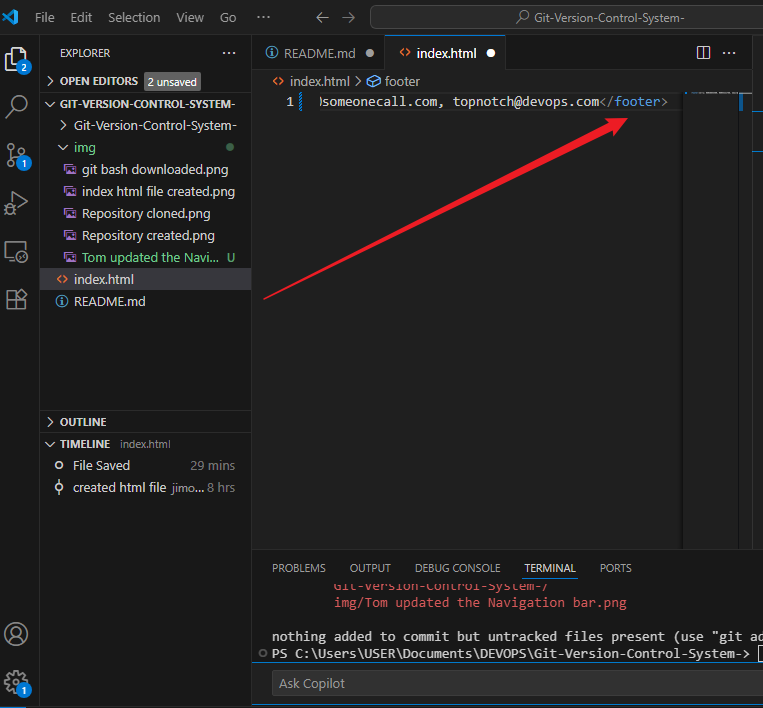 File Edit Selection View Go ··· Git-Version-Control-System-
EXPLORER ···
2
OPEN EDITORS 2 unsaved
GIT-VERSION-CONTROL-SYSTEM-
Git-Version-Control-System-
img
git bash downloaded.png
index html file created.png
Repository cloned.png
Repository created.png
Tom updated the Navi... U
index.html
README.md
1
OUTLINE
TIMELINE index.html
File Saved 29 mins
created html file jimo... 8 hrs
1
README.md index.html ···
index.html > footer
1 someonecall.com, topnotch@devops.com</footer>
PROBLEMS OUTPUT DEBUG CONSOLE TERMINAL PORTS
Git-Version-Control-System-/
img/Tom updated the Navigation bar.png
nothing added to commit but untracked files present (use "git ad
PS C:\Users\USER\Documents\DEVOPS\Git-Version-Control-System->
Ask Copilot